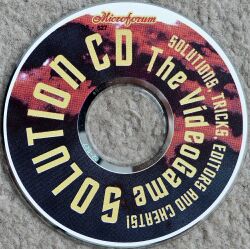 Microforum
SOLUTION CD
The VideoGame
SOLUTIONS, TRICKS, EDITORS AND CHEATS!